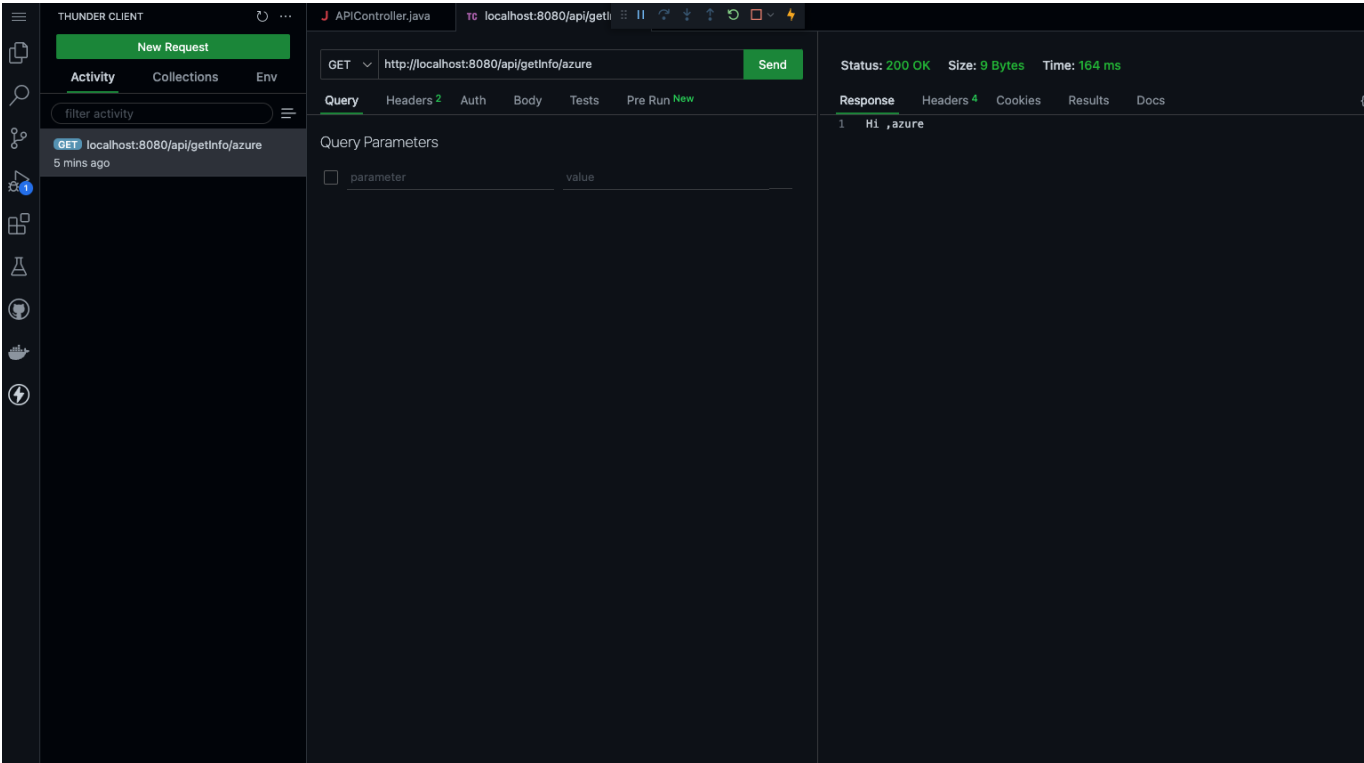 THUNDER CLIENT
New Request
Activity Collections Env
filter activity
GET localhost:8080/api/getInfo/azure
5 mins ago
1
J APIController.java TC localhost:8080/api/getI
GET http://localhost:8080/api/getInfo/azure Send
Query Headers 2 Auth Body Tests Pre Run New
Query Parameters
parameter value
Status: 200 OK Size: 9 Bytes Time: 164 ms
Response Headers 4 Cookies Results Docs
1 Hi ,azure